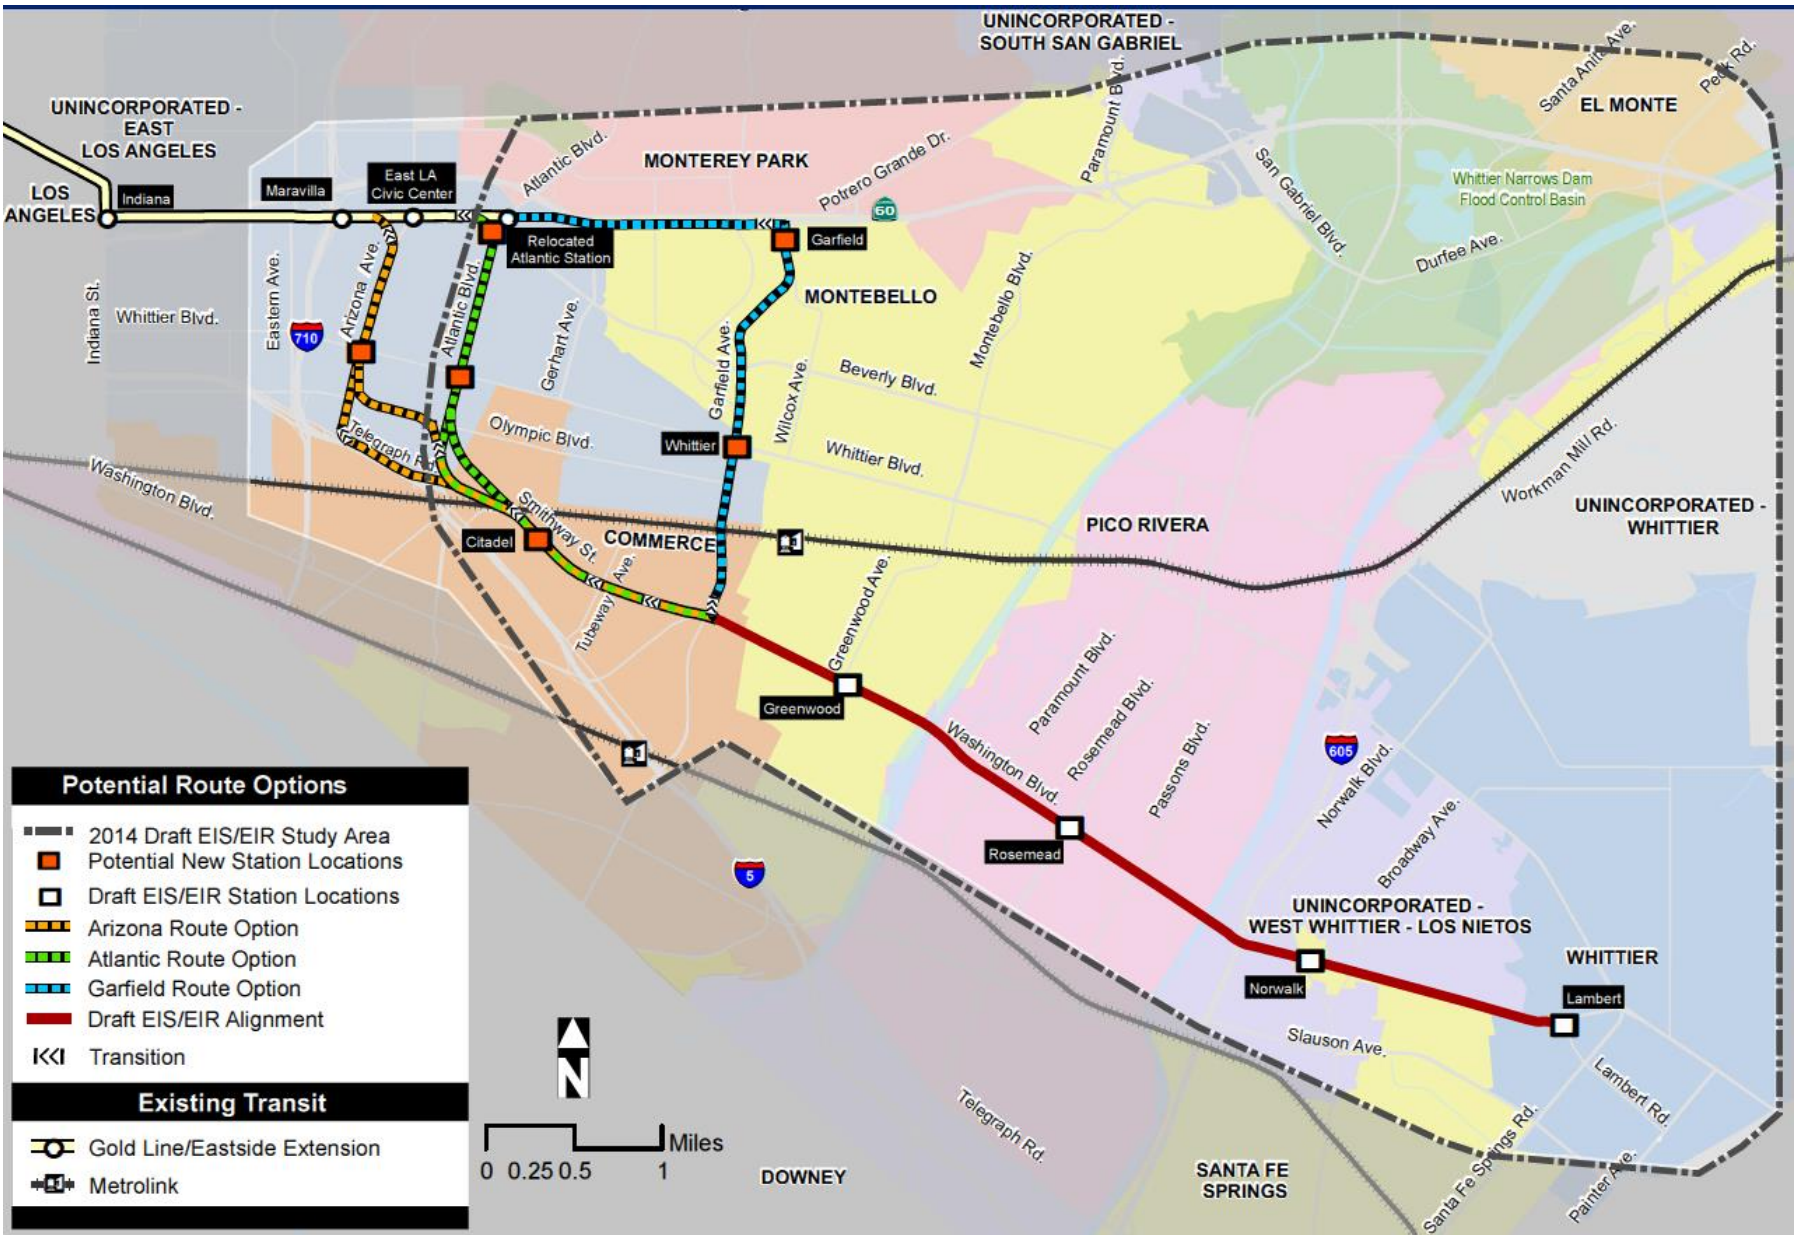 UNINCORPORATED -
SOUTH SAN GABRIEL
Santa Anita Ave.
Peck Rd.
EL MONTE
Paramount Blvd.
UNINCORPORATED -
EAST
LOS ANGELES
Atlantic Blvd.
MONTEREY PARK
Potrero Grande Dr.
60
San Gabriel Blvd.
Whittier Narrows Dam
Flood Control Basin
Durfee Ave.
LOS
ANGELES
Indiana
Maravilla
East LA
Civic Center
Relocated
Atlantic Station
Garfield
MONTEBELLO
Montebello Blvd.
Indiana St.
Whittier Blvd.
Eastern Ave.
710
Arizona Ave.
Atlantic Blvd.
Gerhart Ave.
Garfield Ave.
Wilcox Ave.
Beverly Blvd.
Whittier Blvd.
Olympic Blvd.
Whittier
Telegraph Rd.
Washington Blvd.
Citadel
Smithway St.
COMMERCE
Tubeway Ave.
Greenwood Ave.
PICO RIVERA
Workman Mill Rd.
UNINCORPORATED -
WHITTIER
Greenwood
Washington Blvd.
Paramount Blvd.
Rosemead Blvd.
Passons Blvd.
605
Norwalk Blvd.
Broadway Ave.
Rosemead
5
UNINCORPORATED -
WEST WHITTIER - LOS NIETOS
WHITTIER
Norwalk
Lambert
Slauson Ave.
Lambert Rd.
Santa Fe Springs Rd.
Painter Ave.
Telegraph Rd.
DOWNEY
SANTA FE
SPRINGS
Potential Route Options
2014 Draft EIS/EIR Study Area
Potential New Station Locations
Draft EIS/EIR Station Locations
Arizona Route Option
Atlantic Route Option
Garfield Route Option
Draft EIS/EIR Alignment
Transition
Existing Transit
Gold Line/Eastside Extension
Metrolink
N
Miles
0 0.25 0.5 1